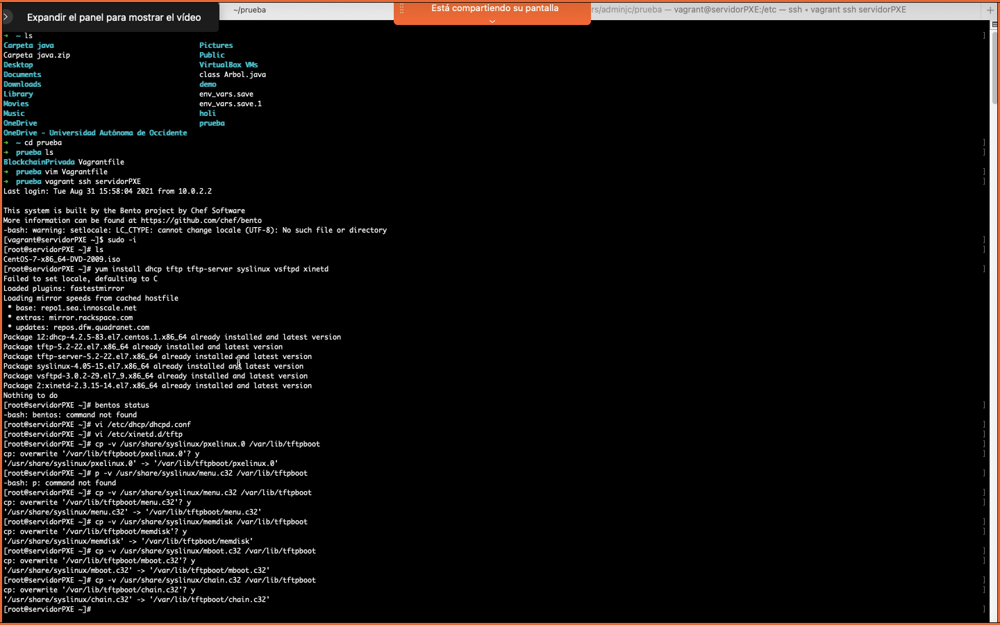 Expandir el panel para mostrar el vídeo
~/prueba
Está compartiendo su pantalla
rs/adminjc/prueba — vagrant@servidorPXE:/etc — ssh • vagrant ssh servidorPXE
→ ~ ls
Carpeta java Pictures
Carpeta java.zip Public
Desktop VirtualBox VMs
Documents class Arbol.java
Downloads demo
Library env_vars.save
Movies env_vars.save.1
Music holi
OneDrive prueba
OneDrive - Universidad Autónoma de Occidente
→ ~ cd prueba
→ prueba ls
BlockchainPrivada Vagrantfile
→ prueba vim Vagrantfile
→ prueba vagrant ssh servidorPXE
Last login: Tue Aug 31 15:58:04 2021 from 10.0.2.2
This system is built by the Bento project by Chef Software
More information can be found at https://github.com/chef/bento
-bash: warning: setlocale: LC_CTYPE: cannot change locale (UTF-8): No such file or directory
[vagrant@servidorPXE ~]$ sudo -i
[root@servidorPXE ~]# ls
CentOS-7-x86_64-DVD-2009.iso
[root@servidorPXE ~]# yum install dhcp tftp tftp-server syslinux vsftpd xinetd
Failed to set locale, defaulting to C
Loaded plugins: fastestmirror
Loading mirror speeds from cached hostfile
* base: repo1.sea.innoscale.net
* extras: mirror.rackspace.com
* updates: repos.dfw.quadranet.com
Package 12:dhcp-4.2.5-83.el7.centos.1.x86_64 already installed and latest version
Package tftp-5.2-22.el7.x86_64 already installed and latest version
Package tftp-server-5.2-22.el7.x86_64 already installed and latest version
Package syslinux-4.05-15.el7.x86_64 already installed and latest version
Package vsftpd-3.0.2-29.el7_9.x86_64 already installed and latest version
Package 2:xinetd-2.3.15-14.el7.x86_64 already installed and latest version
Nothing to do
[root@servidorPXE ~]# bentos status
-bash: bentos: command not found
[root@servidorPXE ~]# vi /etc/dhcp/dhcpd.conf
[root@servidorPXE ~]# vi /etc/xinetd.d/tftp
[root@servidorPXE ~]# cp -v /usr/share/syslinux/pxelinux.0 /var/lib/tftpboot
cp: overwrite '/var/lib/tftpboot/pxelinux.0'? y
'/usr/share/syslinux/pxelinux.0' -> '/var/lib/tftpboot/pxelinux.0'
[root@servidorPXE ~]# p -v /usr/share/syslinux/menu.c32 /var/lib/tftpboot
-bash: p: command not found
[root@servidorPXE ~]# cp -v /usr/share/syslinux/menu.c32 /var/lib/tftpboot
cp: overwrite '/var/lib/tftpboot/menu.c32'? y
'/usr/share/syslinux/menu.c32' -> '/var/lib/tftpboot/menu.c32'
[root@servidorPXE ~]# cp -v /usr/share/syslinux/memdisk /var/lib/tftpboot
cp: overwrite '/var/lib/tftpboot/memdisk'? y
'/usr/share/syslinux/memdisk' -> '/var/lib/tftpboot/memdisk'
[root@servidorPXE ~]# cp -v /usr/share/syslinux/mboot.c32 /var/lib/tftpboot
cp: overwrite '/var/lib/tftpboot/mboot.c32'? y
'/usr/share/syslinux/mboot.c32' -> '/var/lib/tftpboot/mboot.c32'
[root@servidorPXE ~]# cp -v /usr/share/syslinux/chain.c32 /var/lib/tftpboot
cp: overwrite '/var/lib/tftpboot/chain.c32'? y
'/usr/share/syslinux/chain.c32' -> '/var/lib/tftpboot/chain.c32'
[root@servidorPXE ~]#